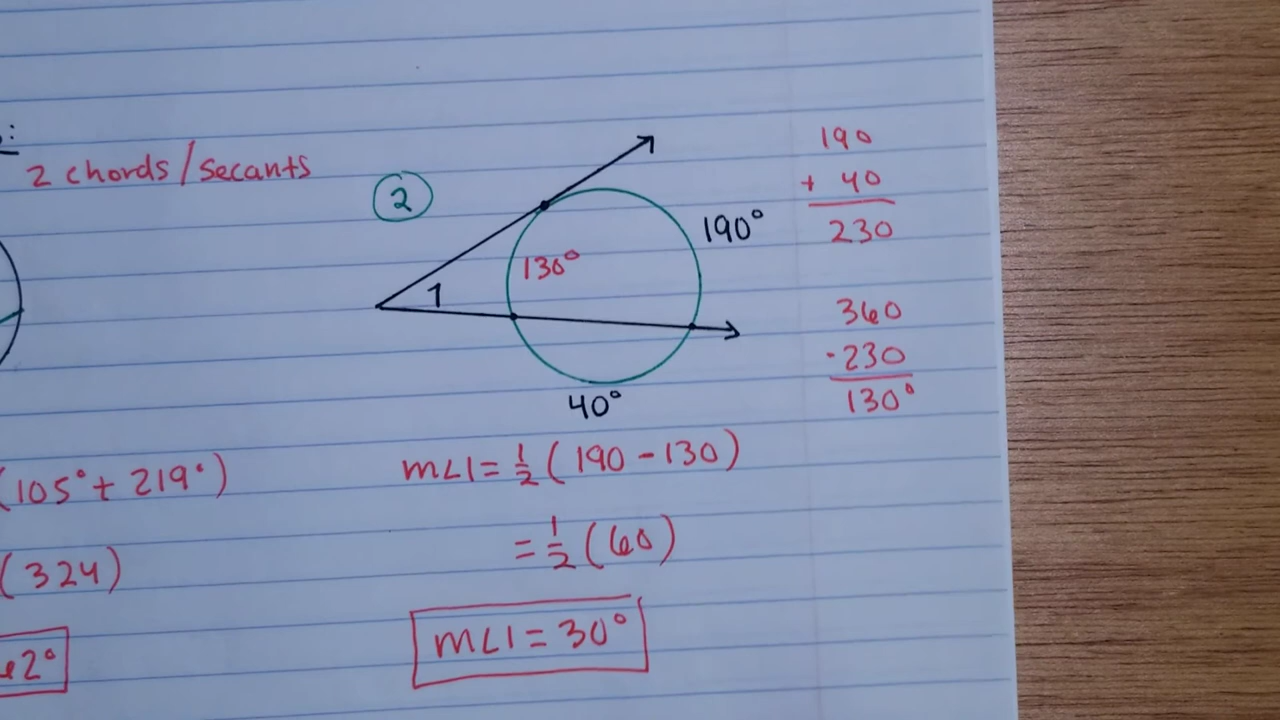 2 chords/secants
2
190
+ 40
230
190°
130°
1
360
-230
130°
40°
(105° + 219°)
(324)
2°
m∠1 = 1/2 (190 - 130)
= 1/2 (60)
m∠1 = 30°